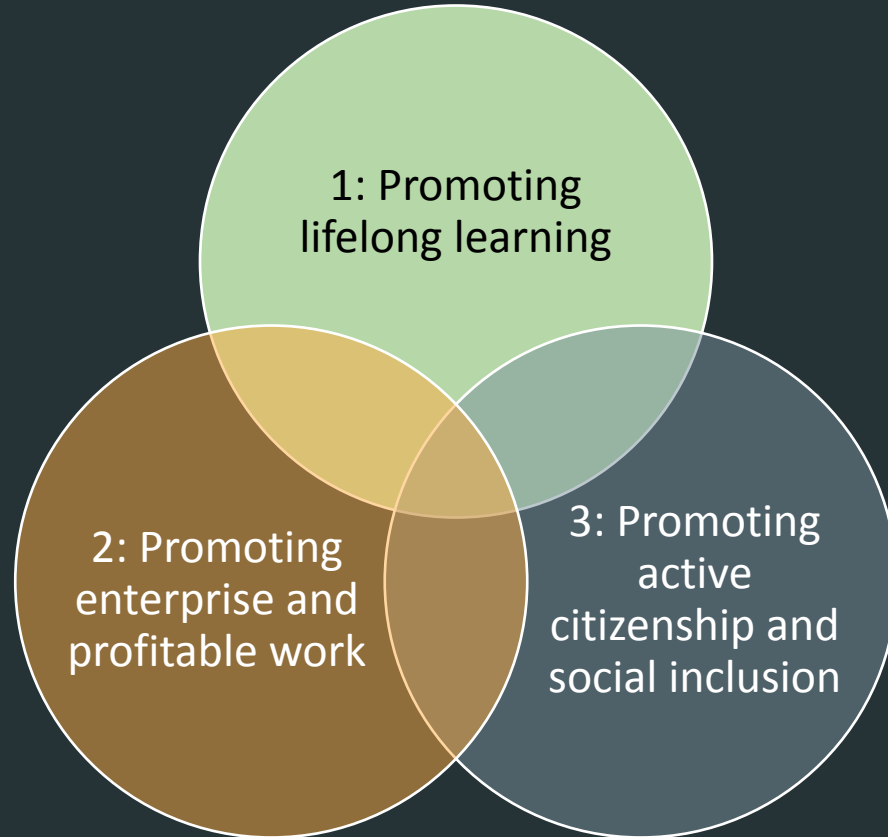 1: Promoting
lifelong learning
2: Promoting
enterprise and
profitable work
3: Promoting
active
citizenship and
social inclusion